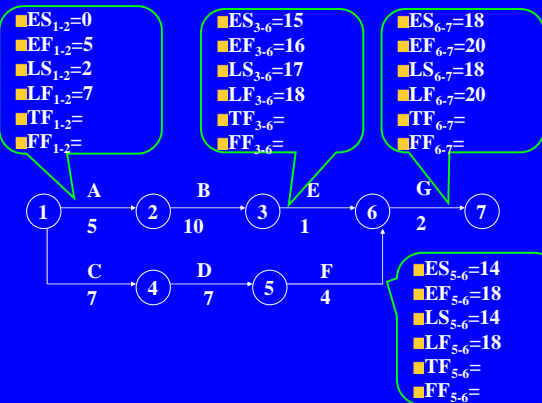 ■ES1-2=0
■EF1-2=5
■LS1-2=2
■LF1-2=7
■TF1-2=
■FF1-2=
■ES3-6=15
■EF3-6=16
■LS3-6=17
■LF3-6=18
■TF3-6=
■FF3-6=
■ES6-7=18
■EF6-7=20
■LS6-7=18
■LF6-7=20
■TF6-7=
■FF6-7=
A B E G
1 2 3 6 7
5 10 1 2
C D F
4 5
7 7 4
■ES5-6=14
■EF5-6=18
■LS5-6=14
■LF5-6=18
■TF5-6=
■FF5-6=